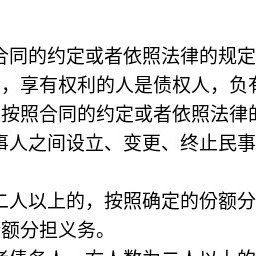 合同的约定或者依照法律的规定
，享有权利的人是债权人，负有
按照合同的约定或者依照法律的
事人之间设立、变更、终止民事
二人以上的，按照确定的份额分
额分担义务。